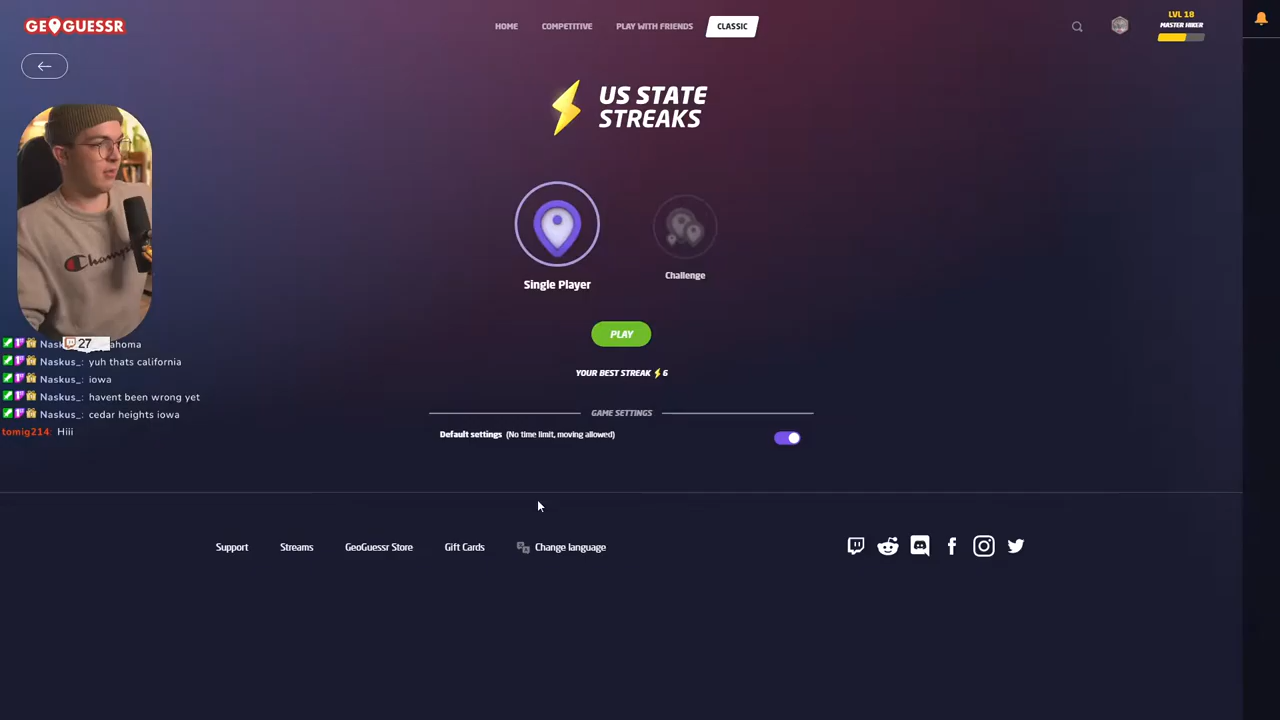 GEOGUESSR
HOME
COMPETITIVE
PLAY WITH FRIENDS
CLASSIC
LVL 18
MASTER HIKER
US STATE
STREAKS
Single Player
Challenge
PLAY
YOUR BEST STREAK 6
GAME SETTINGS
Default settings (No time limit, moving allowed)
Champ
27
Naskus_: yuh thats california
Naskus_: iowa
Naskus_: havent been wrong yet
Naskus_: cedar heights iowa
tomig214: Hiii
Support
Streams
GeoGuessr Store
Gift Cards
Change language